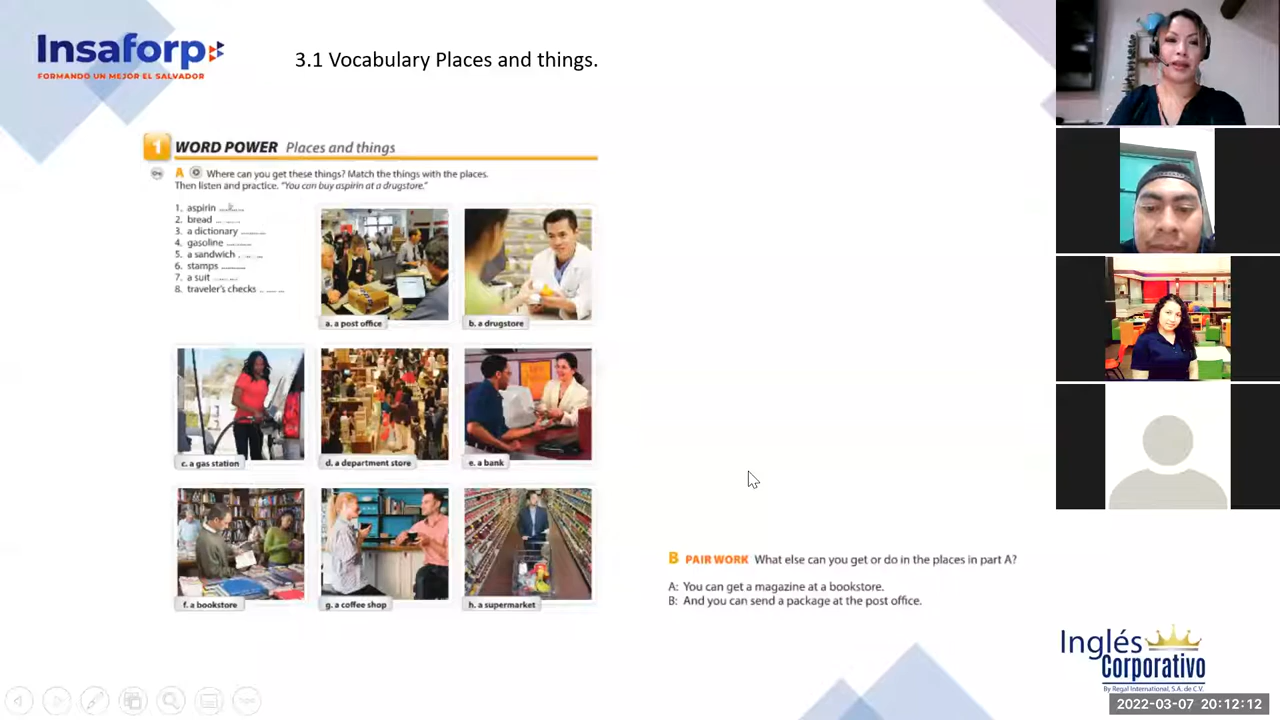 Insaforp
FORMANDO UN MEJOR EL SALVADOR
3.1 Vocabulary Places and things.
1 WORD POWER Places and things
A Where can you get these things? Match the things with the places.
Then listen and practice. "You can buy aspirin at a drugstore."
1. aspirin
2. bread
3. a dictionary
4. gasoline
5. a sandwich
6. stamps
7. a suit
8. traveler's checks
a. a post office
b. a drugstore
c. a gas station
d. a department store
e. a bank
f. a bookstore
g. a coffee shop
h. a supermarket
B PAIR WORK What else can you get or do in the places in part A?
A: You can get a magazine at a bookstore.
B: And you can send a package at the post office.
Inglés
Corporativo
By Regal International, S.A. de C.V.
2022-03-07 20:12:12